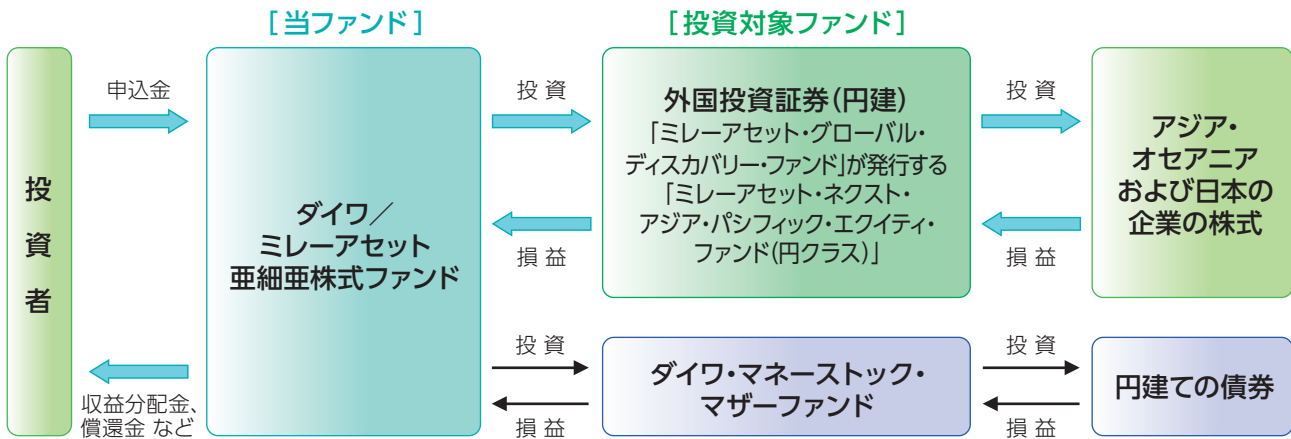 [当ファンド]
[投資対象ファンド]
投資者
申込金
収益分配金、
償還金 など
ダイワ／
ミレーアセット
亜細亜株式ファンド
投 資
損 益
外国投資証券(円建)
「ミレーアセット・グローバル・
ディスカバリー・ファンド」が発行する
「ミレーアセット・ネクスト・
アジア・パシフィック・エクイティ・
ファンド(円クラス)」
投 資
損 益
アジア・
オセアニア
および日本の
企業の株式
投 資
損 益
ダイワ・マネーストック・
マザーファンド
投 資
損 益
円建ての債券